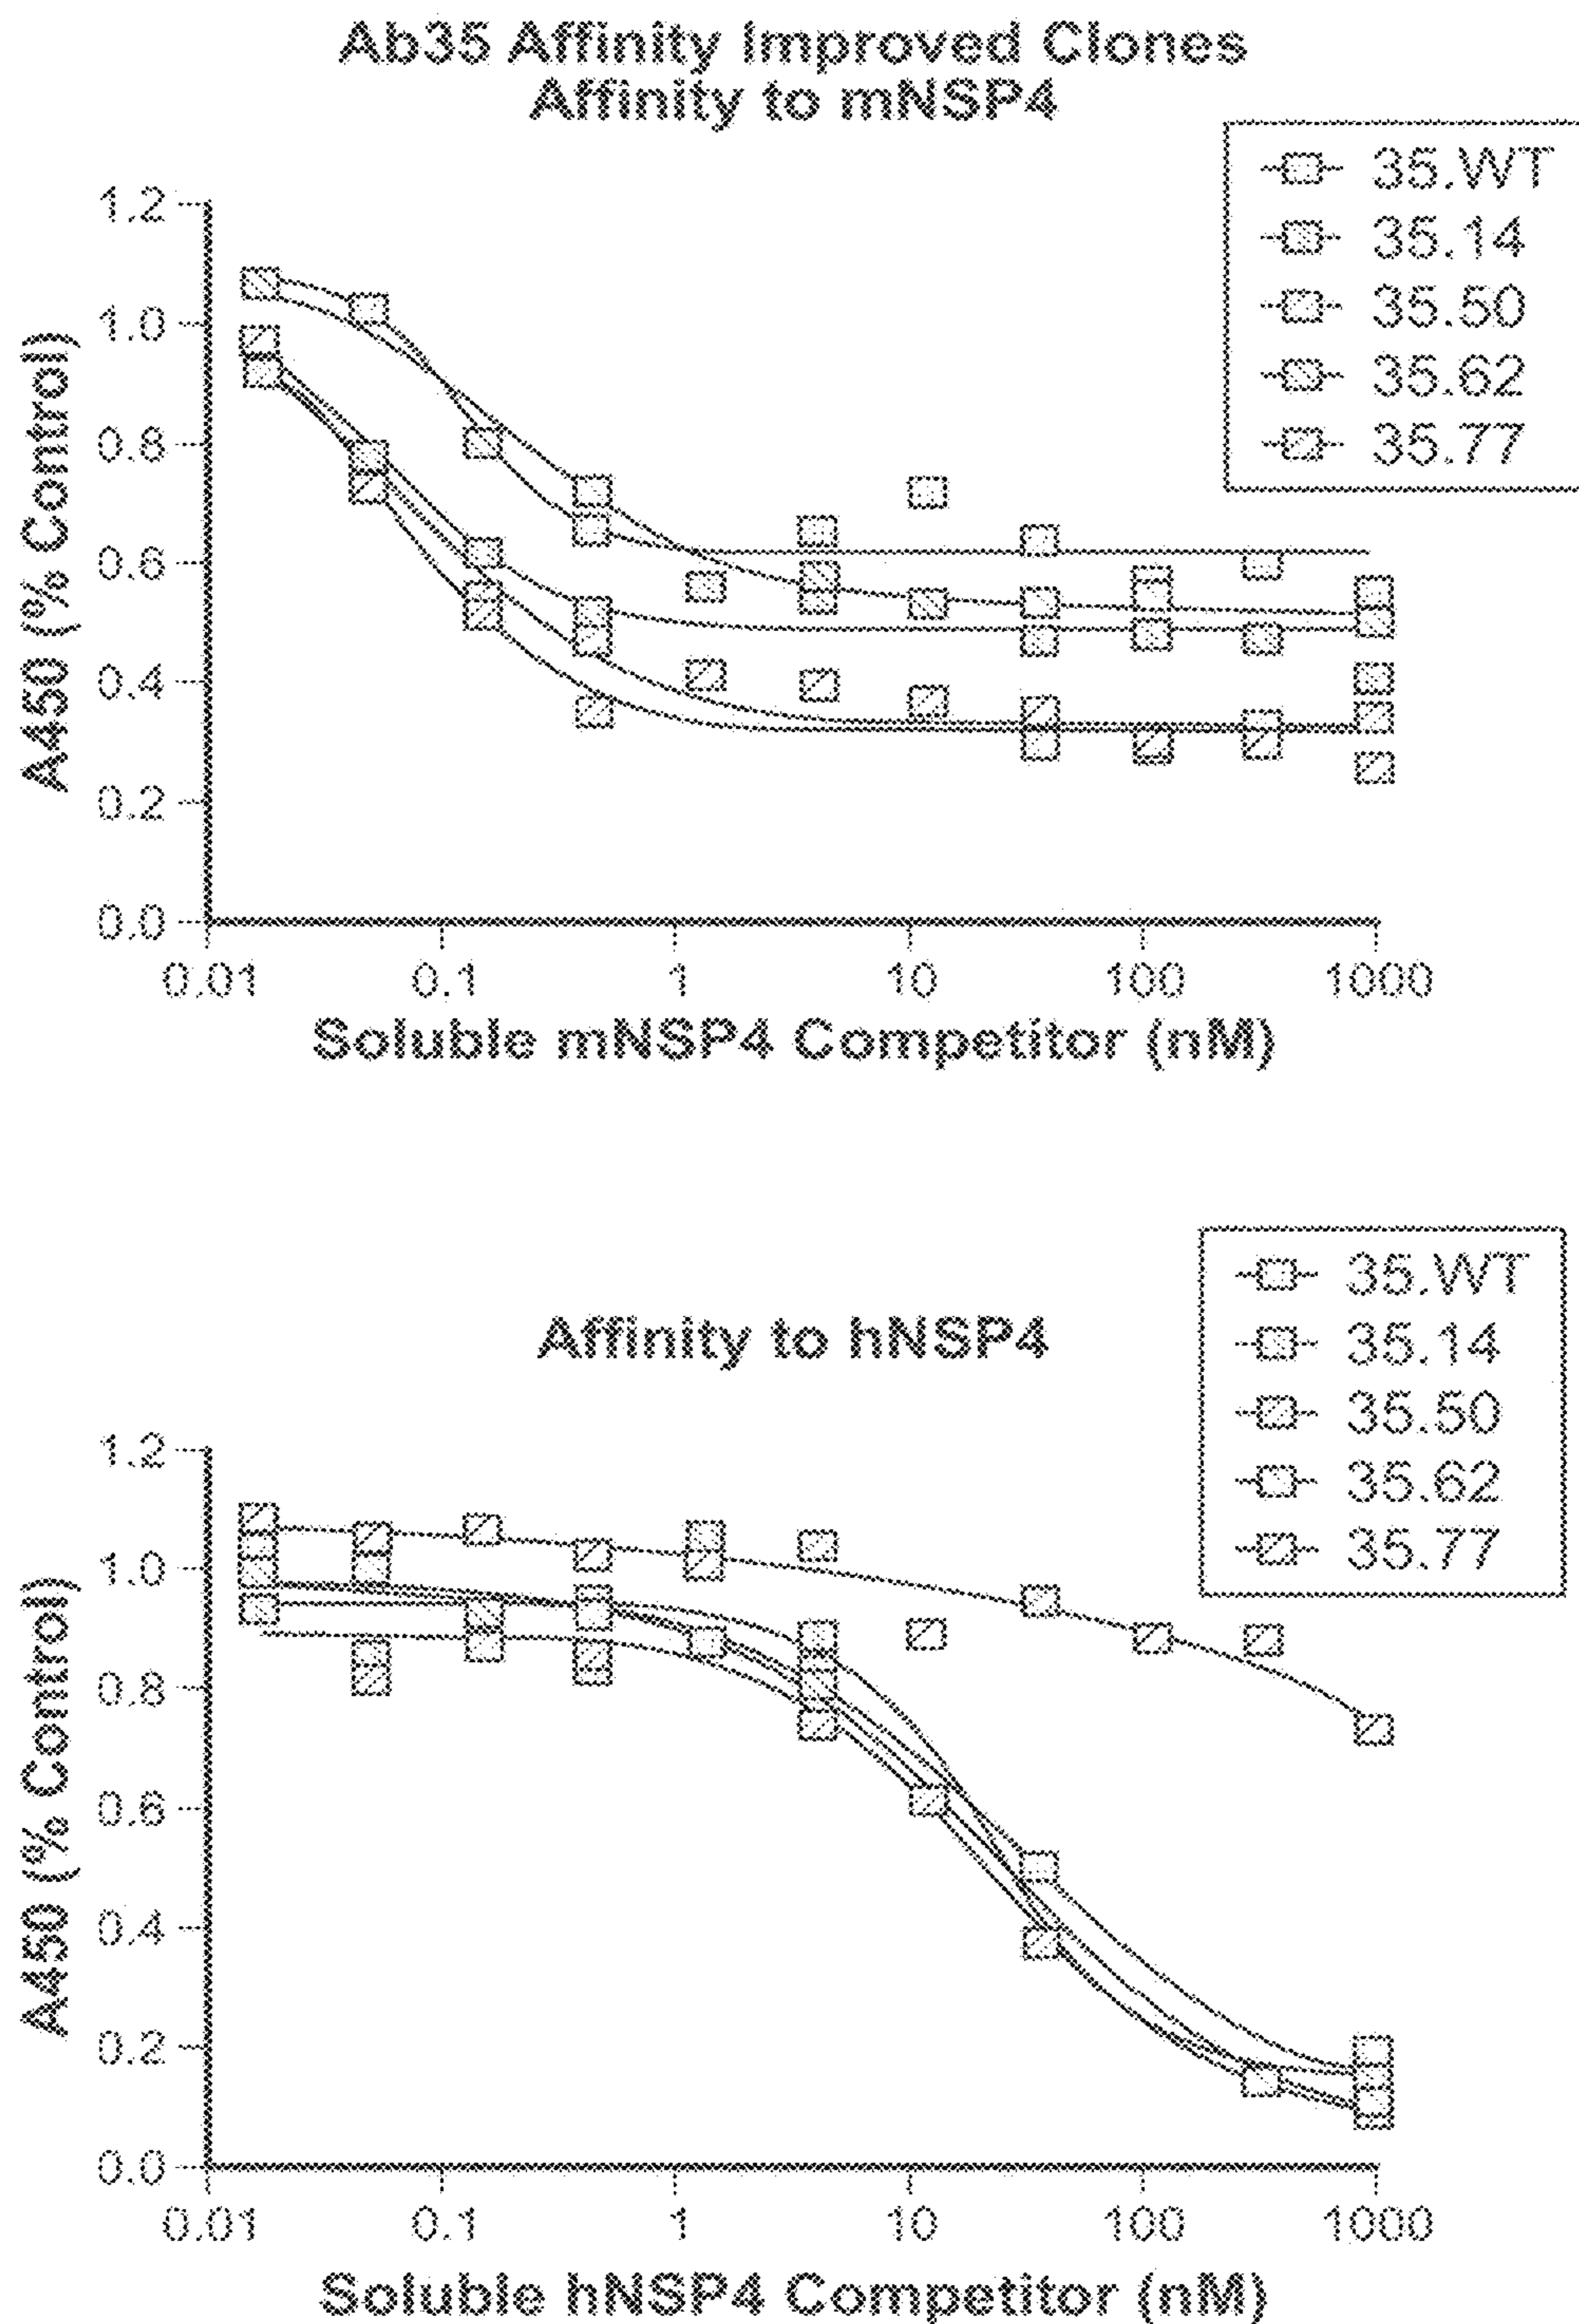 Ab35 Affinity Improved Clones
Affinity to mNSP4
35.WT
35.14
35.50
35.62
35.77
A450 (% Control)
1.2
1.0
0.8
0.6
0.4
0.2
0.0
0.01 0.1 1 10 100 1000
Soluble mNSP4 Competitor (nM)
Affinity to hNSP4
35.WT
35.14
35.50
35.62
35.77
A450 (% Control)
1.2
1.0
0.8
0.6
0.4
0.2
0.0
0.01 0.1 1 10 100 1000
Soluble hNSP4 Competitor (nM)